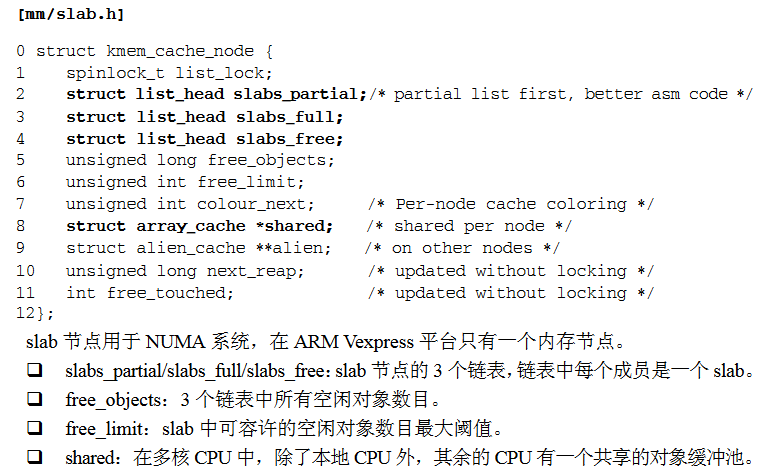 [mm/slab.h]
0 struct kmem_cache_node {
1    spinlock_t list_lock;
2    struct list_head slabs_partial;/* partial list first, better asm code */
3    struct list_head slabs_full;
4    struct list_head slabs_free;
5    unsigned long free_objects;
6    unsigned int free_limit;
7    unsigned int colour_next;      /* Per-node cache coloring */
8    struct array_cache *shared;   /* shared per node */
9    struct alien_cache **alien;   /* on other nodes */
10   unsigned long next_reap;      /* updated without locking */
11   int free_touched;             /* updated without locking */
12};
slab 节点用于 NUMA 系统，在 ARM Vexpress 平台只有一个内存节点。
❑ slabs_partial/slabs_full/slabs_free：slab 节点的 3 个链表，链表中每个成员是一个 slab。
❑ free_objects：3 个链表中所有空闲对象数目。
❑ free_limit：slab 中可容许的空闲对象数目最大阈值。
❑ shared：在多核 CPU 中，除了本地 CPU 外，其余的 CPU 有一个共享的对象缓冲池。